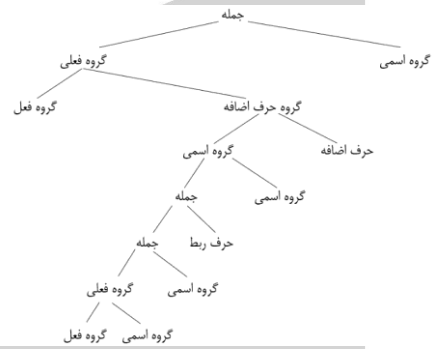 جمله
گروه اسمی گروه فعلی
گروه حرف اضافه گروه فعل
حرف اضافه گروه اسمی
گروه اسمی جمله
حرف ربط جمله
گروه اسمی گروه فعلی
گروه اسمی گروه فعل